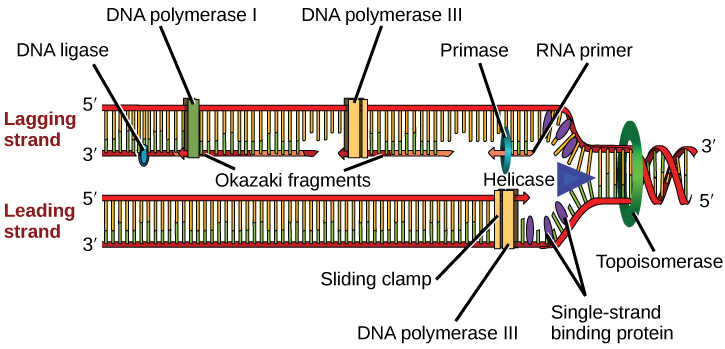 DNA polymerase I
DNA polymerase III
DNA ligase
Primase
RNA primer
5′
Lagging
strand
3′
3′
Okazaki fragments
Helicase
5′
5′
Leading
strand
3′
Topoisomerase
Sliding clamp
Single-strand
binding protein
DNA polymerase III